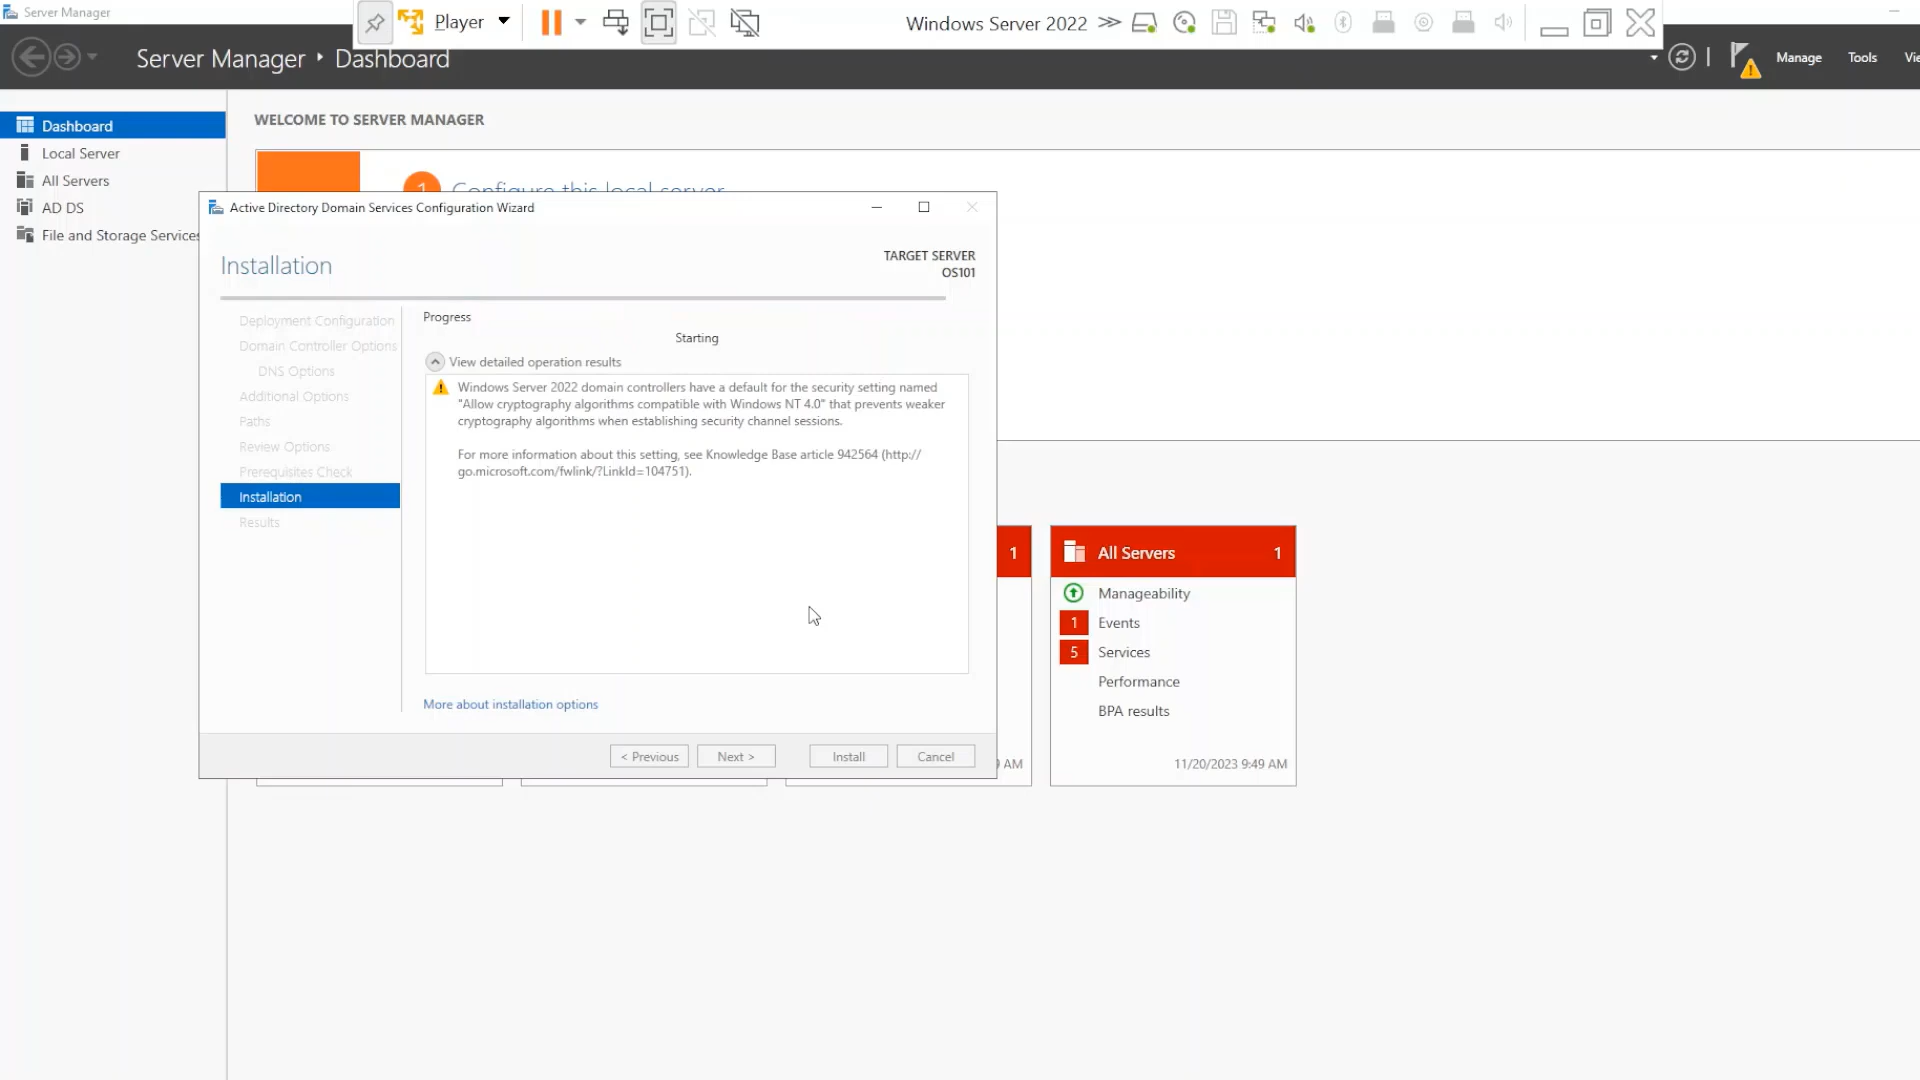 Server Manager
Player
Windows Server 2022
Server Manager
Dashboard
Manage
Tools
Dashboard
Local Server
All Servers
AD DS
File and Storage Services
WELCOME TO SERVER MANAGER
1
Configure this local server
Active Directory Domain Services Configuration Wizard
Installation
TARGET SERVER
OS101
Deployment Configuration
Domain Controller Options
DNS Options
Additional Options
Paths
Review Options
Prerequisites Check
Installation
Results
Progress
Starting
View detailed operation results
Windows Server 2022 domain controllers have a default for the security setting named
"Allow cryptography algorithms compatible with Windows NT 4.0" that prevents weaker
cryptography algorithms when establishing security channel sessions.
For more information about this setting, see Knowledge Base article 942564 (http://
go.microsoft.com/fwlink/?LinkId=104751).
More about installation options
< Previous
Next >
Install
Cancel
1
AM
All Servers 1
Manageability
1 Events
5 Services
Performance
BPA results
11/20/2023 9:49 AM